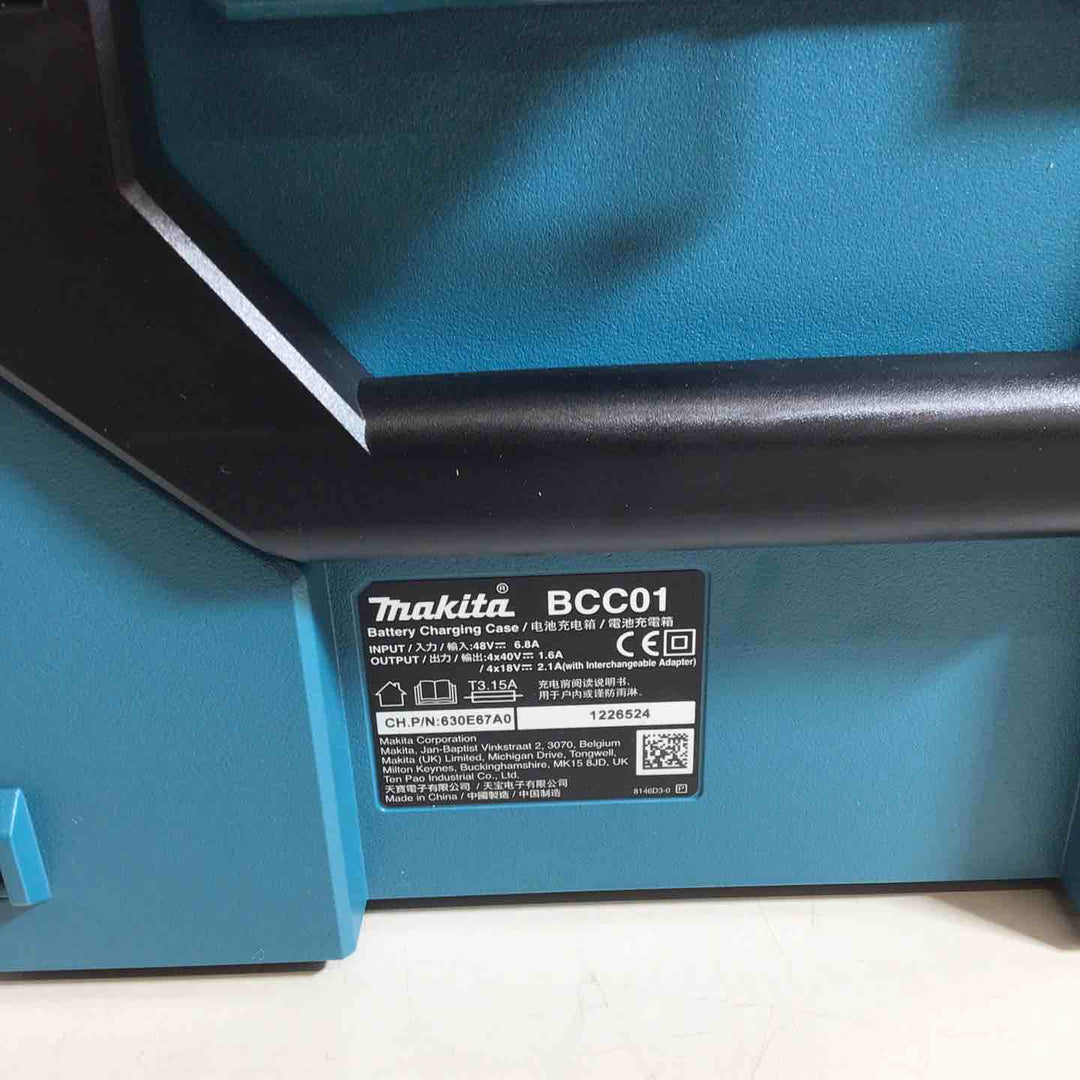 makita® BCC01
Battery Charging Case / 电池充电箱 / 電池充電箱
INPUT / 入力 / 輸入:48V⎓ 6.8A
OUTPUT / 出力 / 輸出:4x40V⎓ 1.6A
/ 4x18V⎓ 2.1A(with Interchangeable Adapter)
CE
T3.15A
充电前阅读说明书.
用于户内或谨防雨淋.
CH.P/N:630E67A0
1226524
Makita Corporation
Makita, Jan-Baptist Vinkstraat 2, 3070, Belgium
Makita (UK) Limited, Michigan Drive, Tongwell,
Milton Keynes, Buckinghamshire, MK15 8JD, UK
Ten Pao Industrial Co., Ltd.
天寶電子有限公司 / 天宝电子有限公司
Made in China / 中國製造 / 中国制造
8146D3-0 P